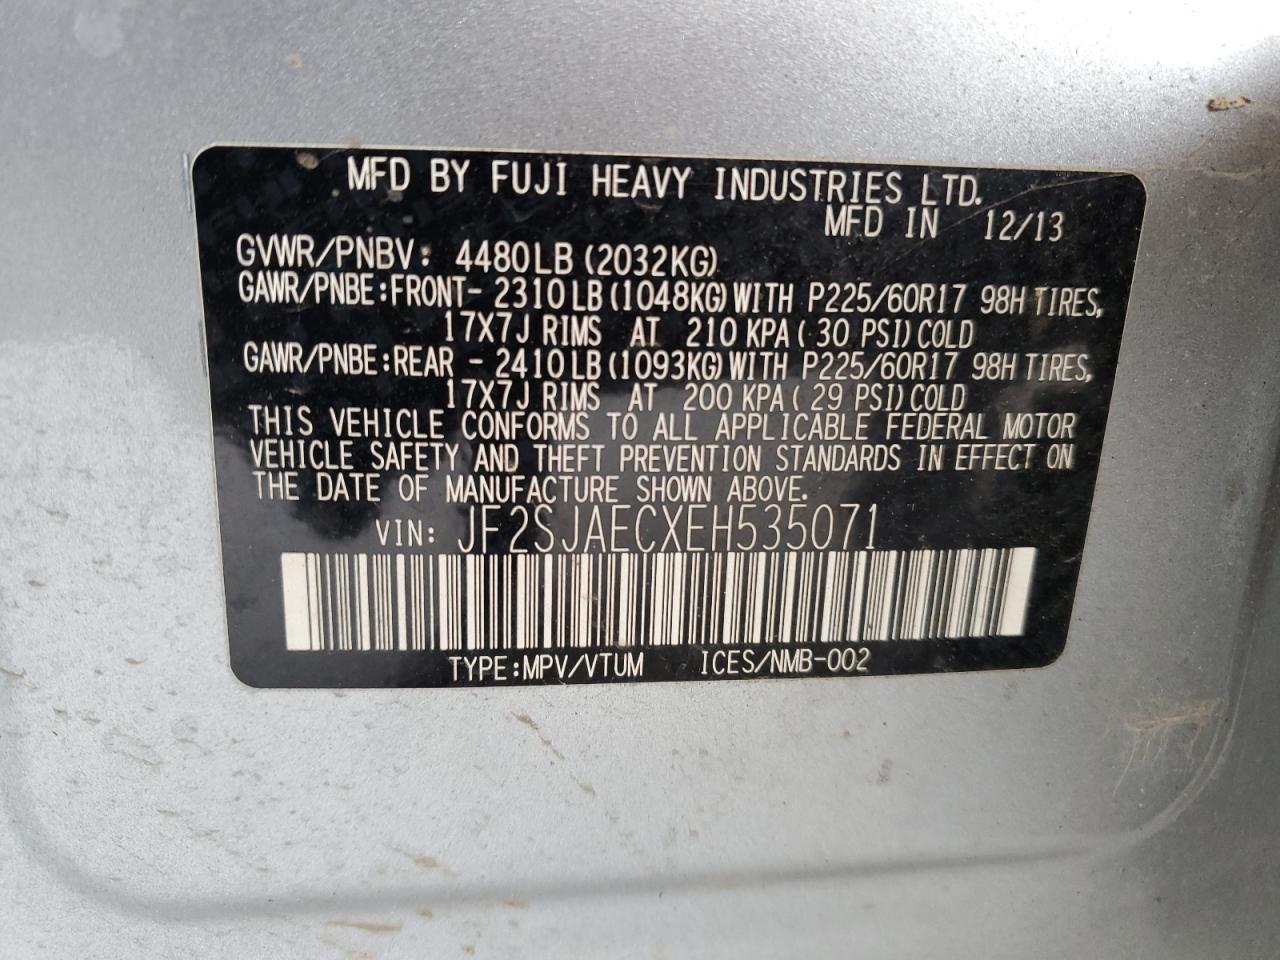 MFD BY FUJI HEAVY INDUSTRIES LTD.
MFD IN 12/13
GVWR/PNBV: 4480LB (2032KG)
GAWR/PNBE:FRONT- 2310LB (1048KG) WITH P225/60R17 98H TIRES,
17X7J RIMS AT 210 KPA (30 PSI) COLD
GAWR/PNBE:REAR - 2410LB (1093KG) WITH P225/60R17 98H TIRES,
17X7J RIMS AT 200 KPA (29 PSI) COLD
THIS VEHICLE CONFORMS TO ALL APPLICABLE FEDERAL MOTOR
VEHICLE SAFETY AND THEFT PREVENTION STANDARDS IN EFFECT ON
THE DATE OF MANUFACTURE SHOWN ABOVE.
VIN: JF2SJAECXEH535071
TYPE:MPV/VTUM ICES/NMB-002